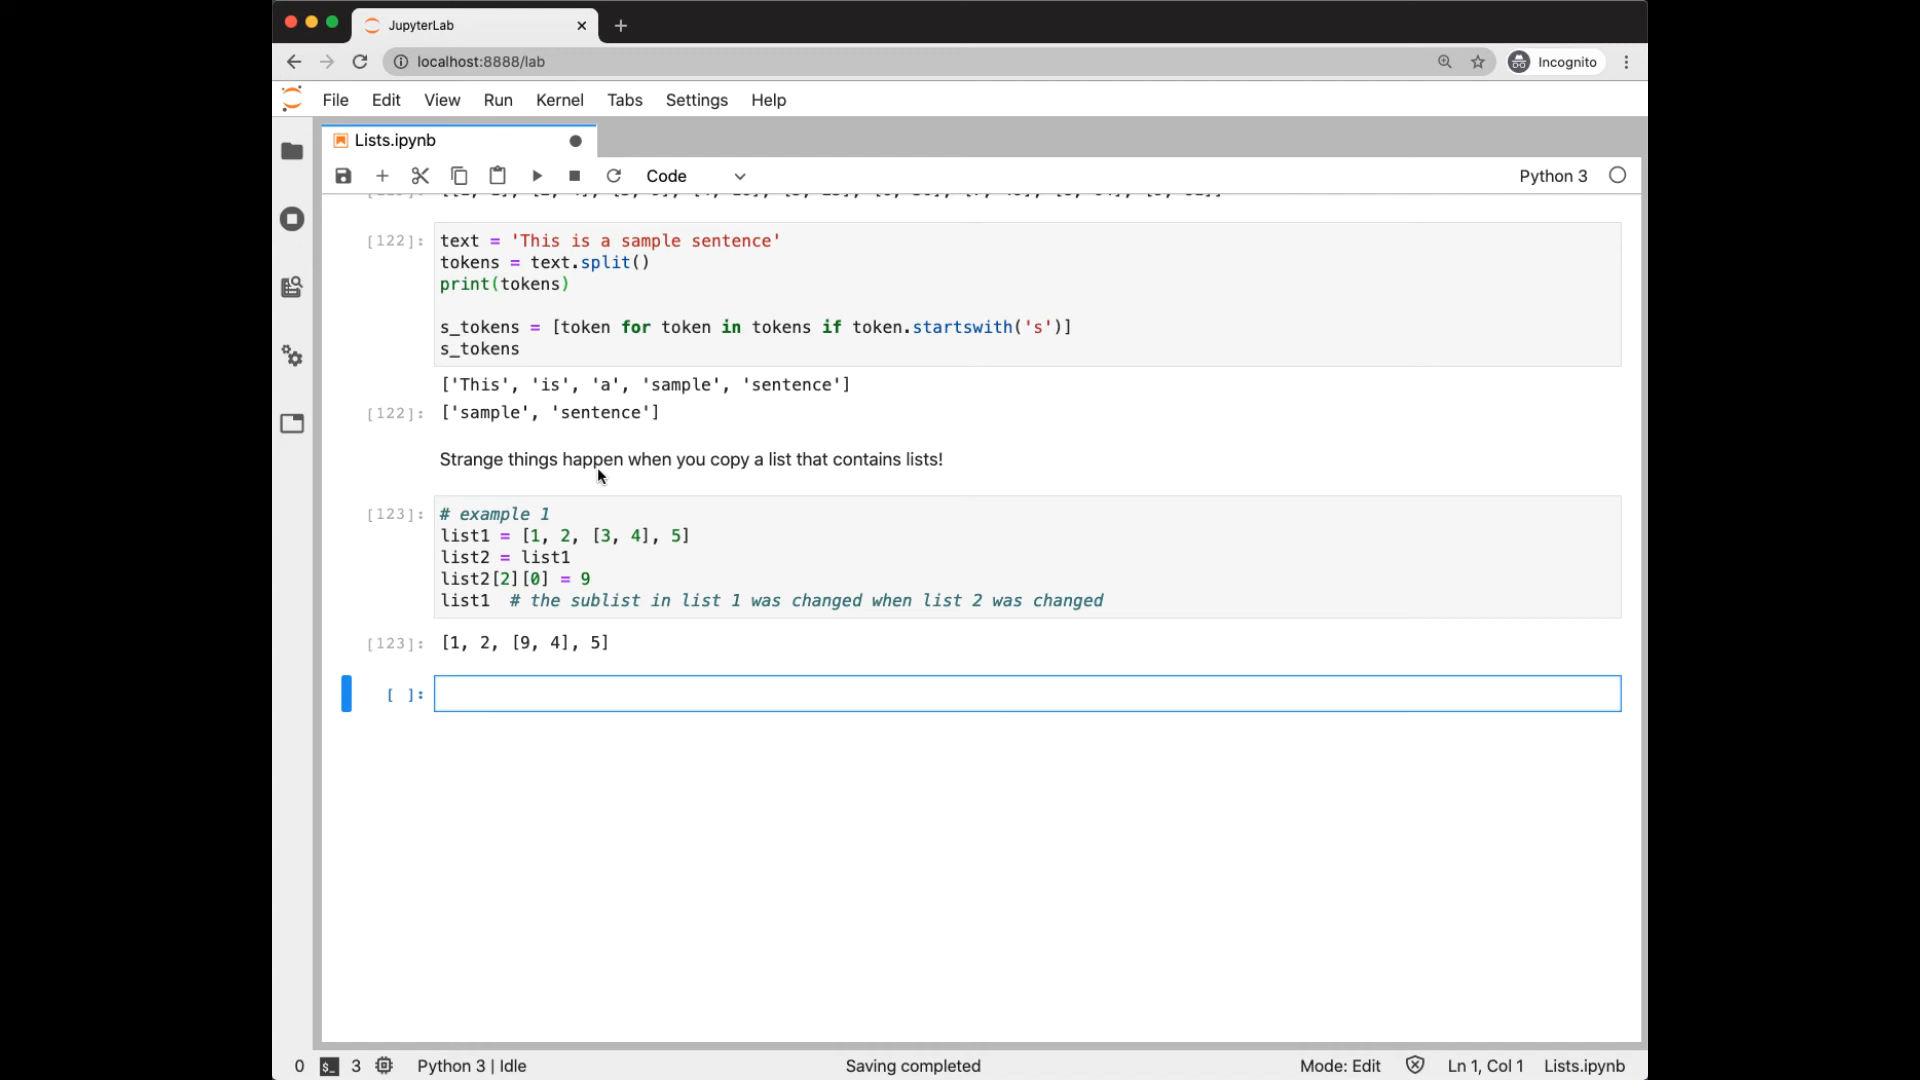 JupyterLab
localhost:8888/lab
Incognito
File Edit View Run Kernel Tabs Settings Help
Lists.ipynb
Code
Python 3
[122]: text = 'This is a sample sentence'
tokens = text.split()
print(tokens)
s_tokens = [token for token in tokens if token.startswith('s')]
s_tokens
['This', 'is', 'a', 'sample', 'sentence']
[122]: ['sample', 'sentence']
Strange things happen when you copy a list that contains lists!
[123]: # example 1
list1 = [1, 2, [3, 4], 5]
list2 = list1
list2[2][0] = 9
list1 # the sublist in list 1 was changed when list 2 was changed
[123]: [1, 2, [9, 4], 5]
[ ]:
0 $_ 3 Python 3 | Idle Saving completed Mode: Edit Ln 1, Col 1 Lists.ipynb